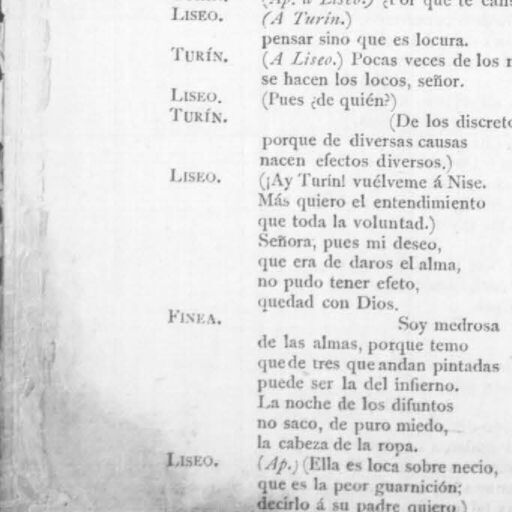 (Ap. á Liseo.) ¿Por qué te
LISEO. (A Turín.)
pensar sino que es locura.
TURÍN. (A Liseo.) Pocas veces de los
se hacen los locos, señor.
LISEO. (Pues ¿de quién?)
TURÍN. (De los discreto
porque de diversas causas
nacen efectos diversos.)
LISEO. (¡Ay Turín! vuélveme á Nise.
Más quiero el entendimiento
que toda la voluntad.)
Señora, pues mi deseo,
que era de daros el alma,
no pudo tener efeto,
quedad con Dios.
FINEA. Soy medrosa
de las almas, porque temo
que de tres que andan pintadas
puede ser la del infierno.
La noche de los difuntos
no saco, de puro miedo,
la cabeza de la ropa.
LISEO. (Ap.) (Ella es loca sobre necio,
que es la peor guarnición;
decirlo á su padre quiero.)